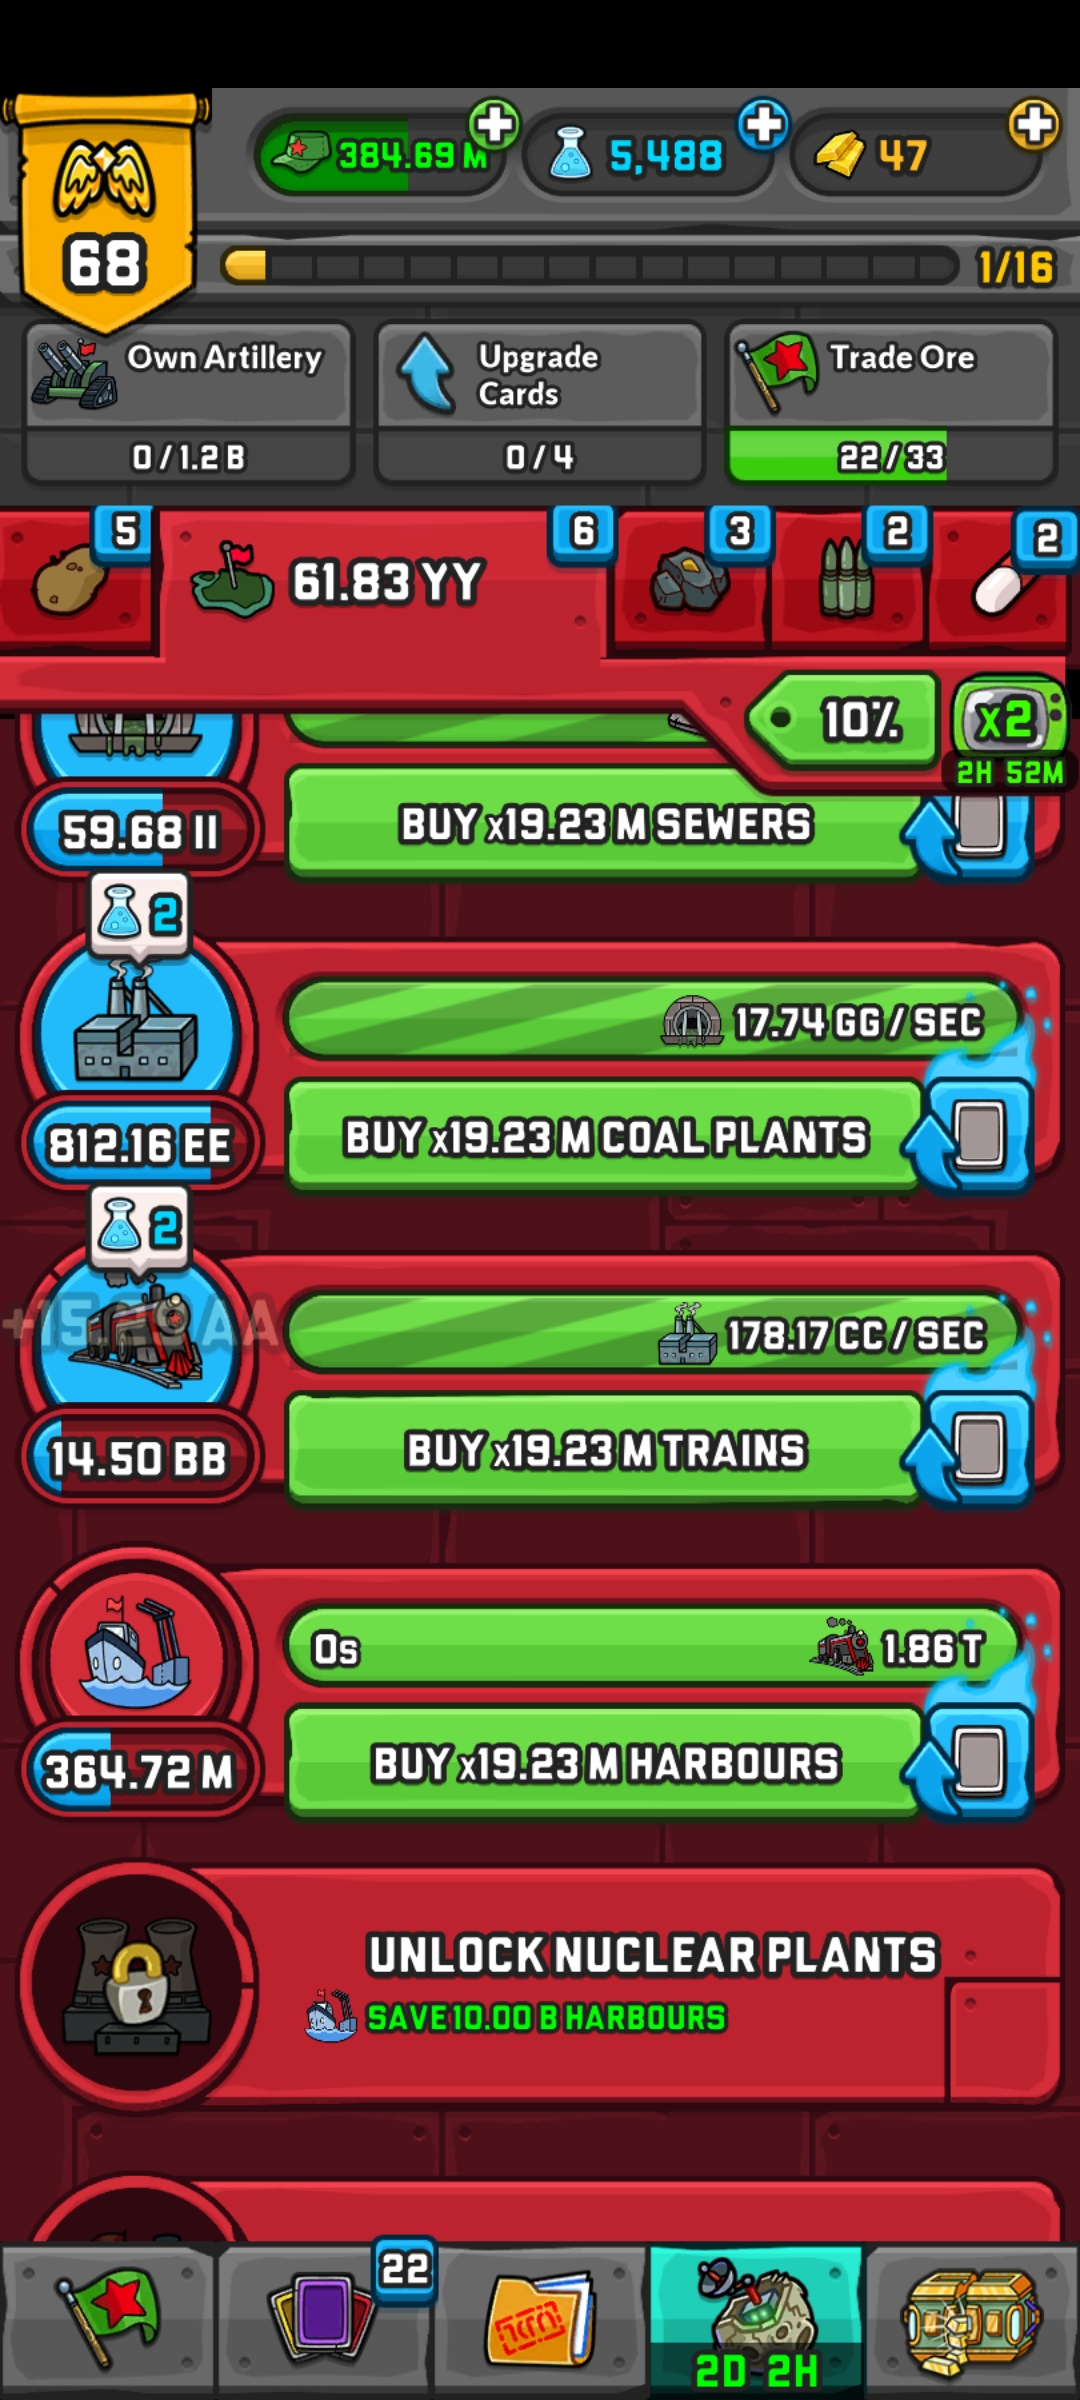 384.69 M
5,488
47
68
1/16
Own Artillery
0 / 1.2 B
Upgrade
Cards
0 / 4
Trade Ore
22 / 33
5
61.83 YY
6
3
2
2
10%
x2
2H 52M
59.68 II
BUY x19.23 M SEWERS
2
17.74 GG / SEC
812.16 EE
BUY x19.23 M COAL PLANTS
2
178.17 CC / SEC
14.50 BB
BUY x19.23 M TRAINS
0s
1.86 T
364.72 M
BUY x19.23 M HARBOURS
UNLOCK NUCLEAR PLANTS
SAVE 10.00 B HARBOURS
22
2D 2H